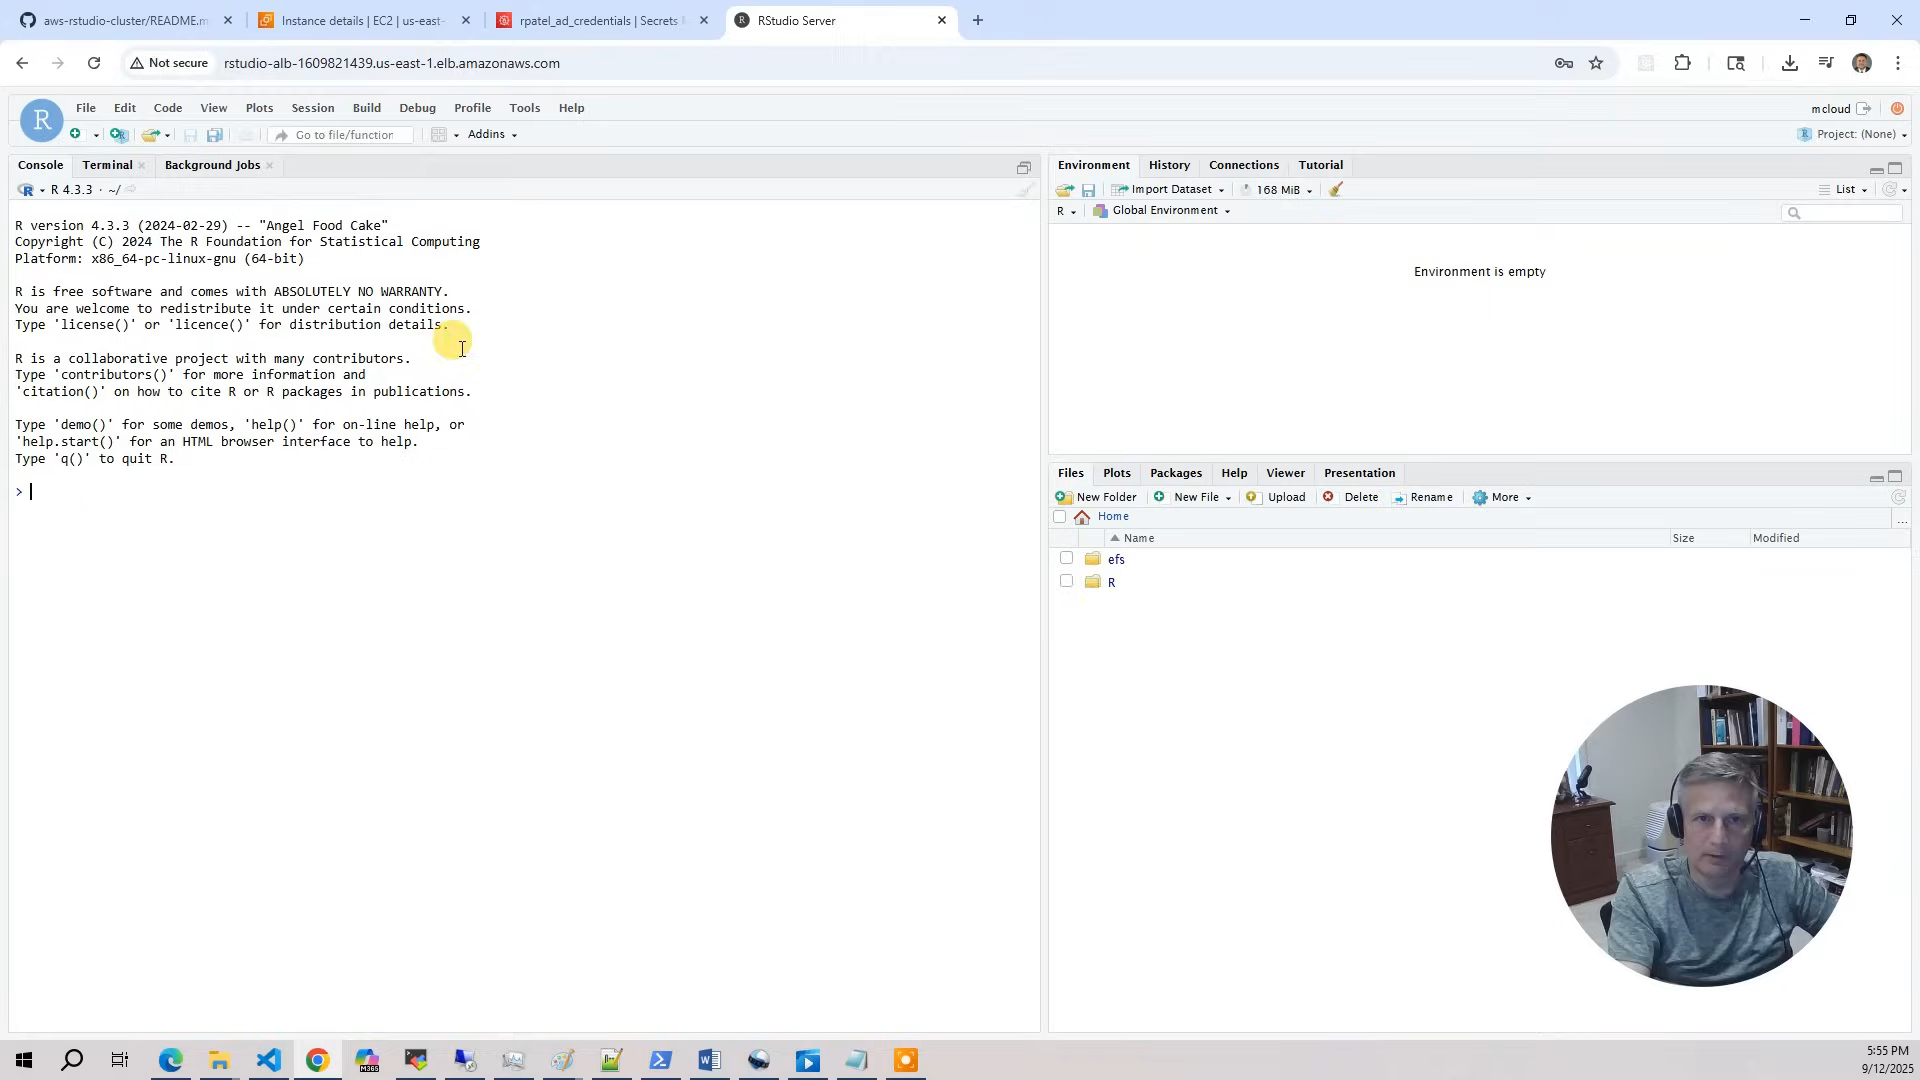 aws-rstudio-cluster/README.m
Instance details | EC2 | us-east-
rpatel_ad_credentials | Secrets
RStudio Server
Not secure
rstudio-alb-1609821439.us-east-1.elb.amazonaws.com
R
File Edit Code View Plots Session Build Debug Profile Tools Help
mcloud
Go to file/function
Addins
Project: (None)
Console Terminal Background Jobs
R 4.3.3 · ~/
R version 4.3.3 (2024-02-29) -- "Angel Food Cake"
Copyright (C) 2024 The R Foundation for Statistical Computing
Platform: x86_64-pc-linux-gnu (64-bit)
R is free software and comes with ABSOLUTELY NO WARRANTY.
You are welcome to redistribute it under certain conditions.
Type 'license()' or 'licence()' for distribution details.
R is a collaborative project with many contributors.
Type 'contributors()' for more information and
'citation()' on how to cite R or R packages in publications.
Type 'demo()' for some demos, 'help()' for on-line help, or
'help.start()' for an HTML browser interface to help.
Type 'q()' to quit R.
>
Environment History Connections Tutorial
Import Dataset
168 MiB
List
R
Global Environment
Environment is empty
Files Plots Packages Help Viewer Presentation
New Folder New File Upload Delete Rename More
Home
...
Name Size Modified
efs
R
M365
5:55 PM
9/12/2025